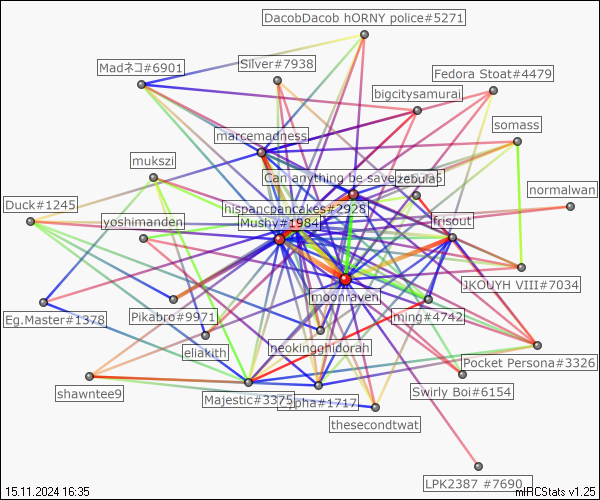 DacobDacob hORNY police#5271
Madネコ#6901
Silver#7938
Fedora Stoat#4479
bigcitysamurai
somass
marcemadness
mukszi
Can anything be save
zebulab
normalwan
Duck#1245
hispancpancakes#2928
yoshimanden
Mushy#1984
frisout
JKOUYH VIII#7034
moonraven
Eg.Master#1378
Pikabro#9971
ming#4742
eliakith
neokingghidorah
Pocket Persona#3326
shawntee9
Majestic#3375
pha#1717
Swirly Boi#6154
thesecondtwat
LPK2387 #7690
15.11.2024 16:35
mIRCStats v1.25